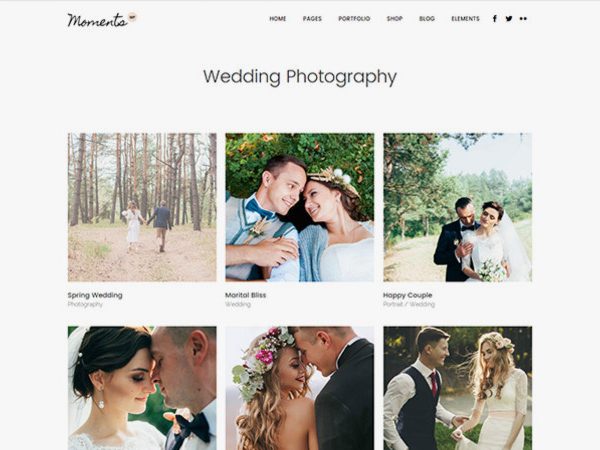 Moments
HOME PAGES PORTFOLIO SHOP BLOG ELEMENTS
Wedding Photography
Spring Wedding
Photography
Marital Bliss
Wedding
Happy Couple
Portrait / Wedding